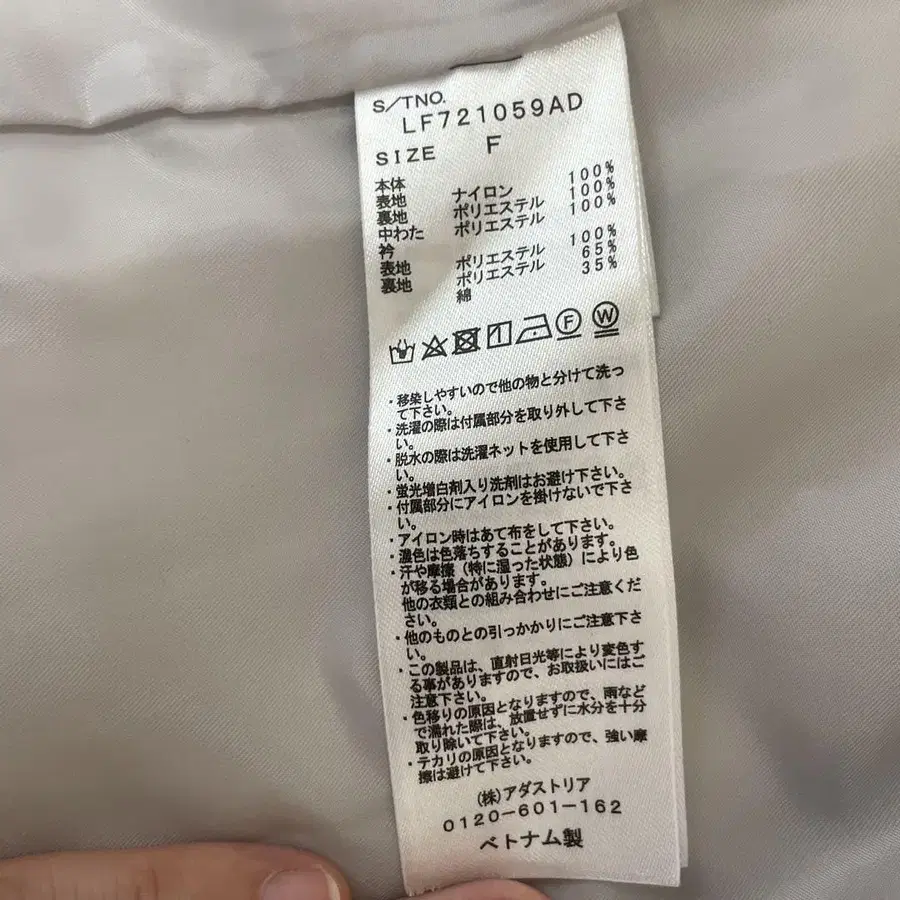 S/TNO.
LF721059AD
SIZE F
本体
表地 ナイロン 100%
裏地 ポリエステル 100%
中わた ポリエステル 100%
衿
表地 ポリエステル 100%
裏地 ポリエステル 65%
綿 35%
F W
・移染しやすいので他の物と分けて洗っ
て下さい。
・洗濯の際は付属部分を取り外して下さ
い。
・脱水の際は洗濯ネットを使用して下さ
い。
・蛍光増白剤入り洗剤はお避け下さい。
・付属部分にアイロンを掛けないで下さ
い。
・アイロン時はあて布をして下さい。
・濃色は色落ちすることがあります。
・汗や摩擦（特に湿った状態）により色
が移る場合があります。
他の衣類との組み合わせにご注意くだ
さい。
・他のものとの引っかかりにご注意下さ
い。
・この製品は、直射日光等により変色す
る事がありますので、お取扱いにはご
注意下さい。
・色移りの原因となりますので、雨など
で濡れた際は、放置せずに水分を十分
取り除いて下さい。
・テカリの原因となりますので、強い摩
擦は避けて下さい。
(株)アダストリア
0120-601-162
ベトナム製